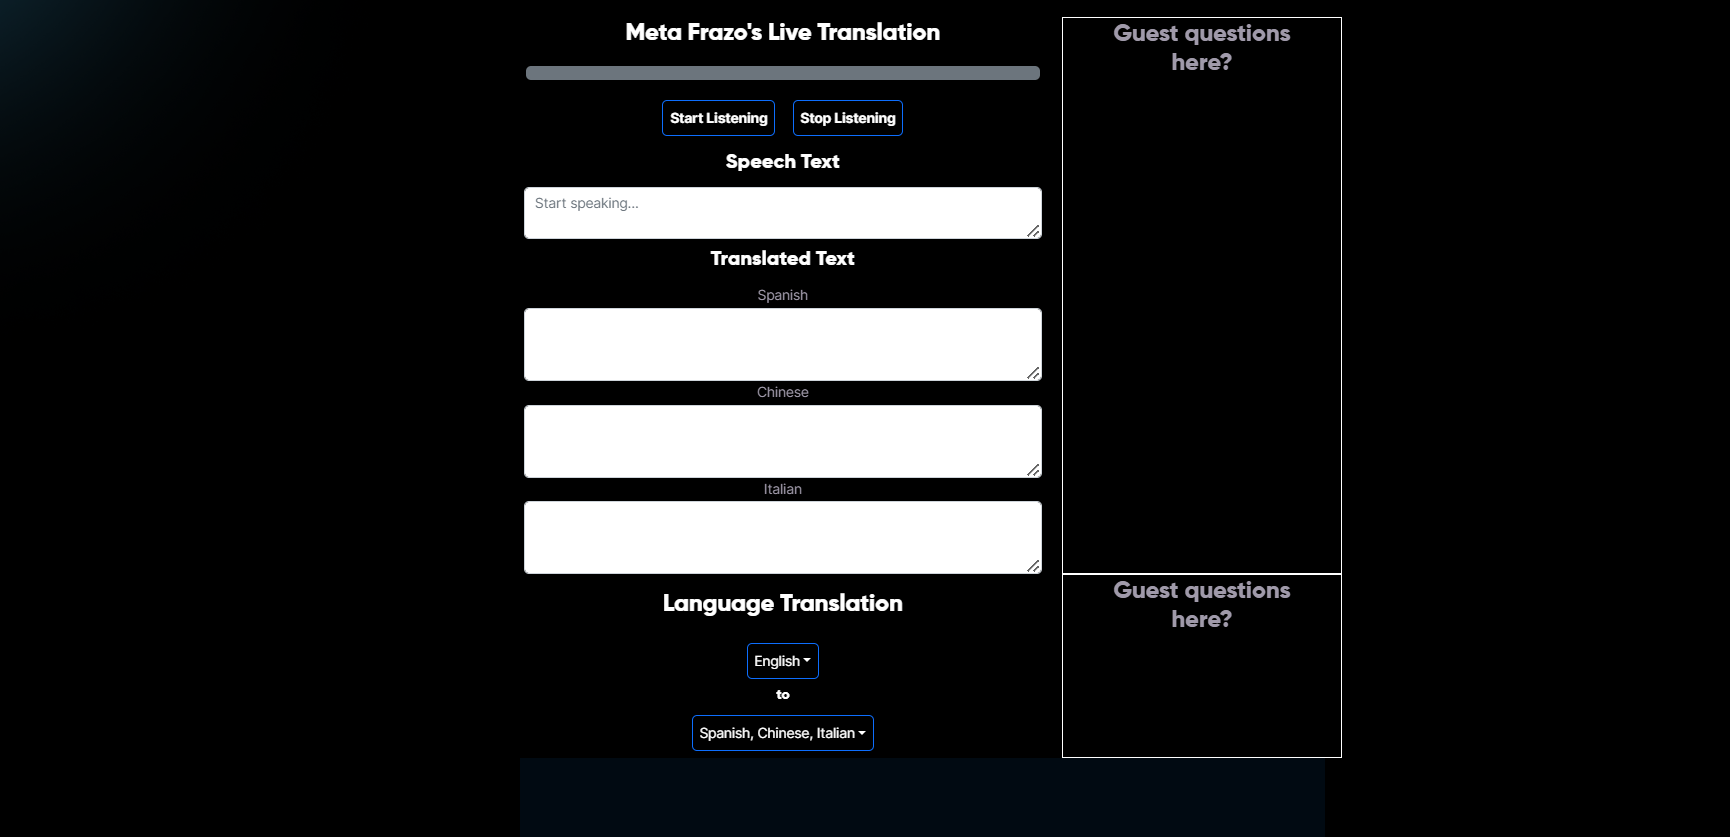 Meta Frazo's Live Translation
Start Listening
Stop Listening
Speech Text
Start speaking...
Translated Text
Spanish
Chinese
Italian
Language Translation
English
to
Spanish, Chinese, Italian
Guest questions
here?
Guest questions
here?